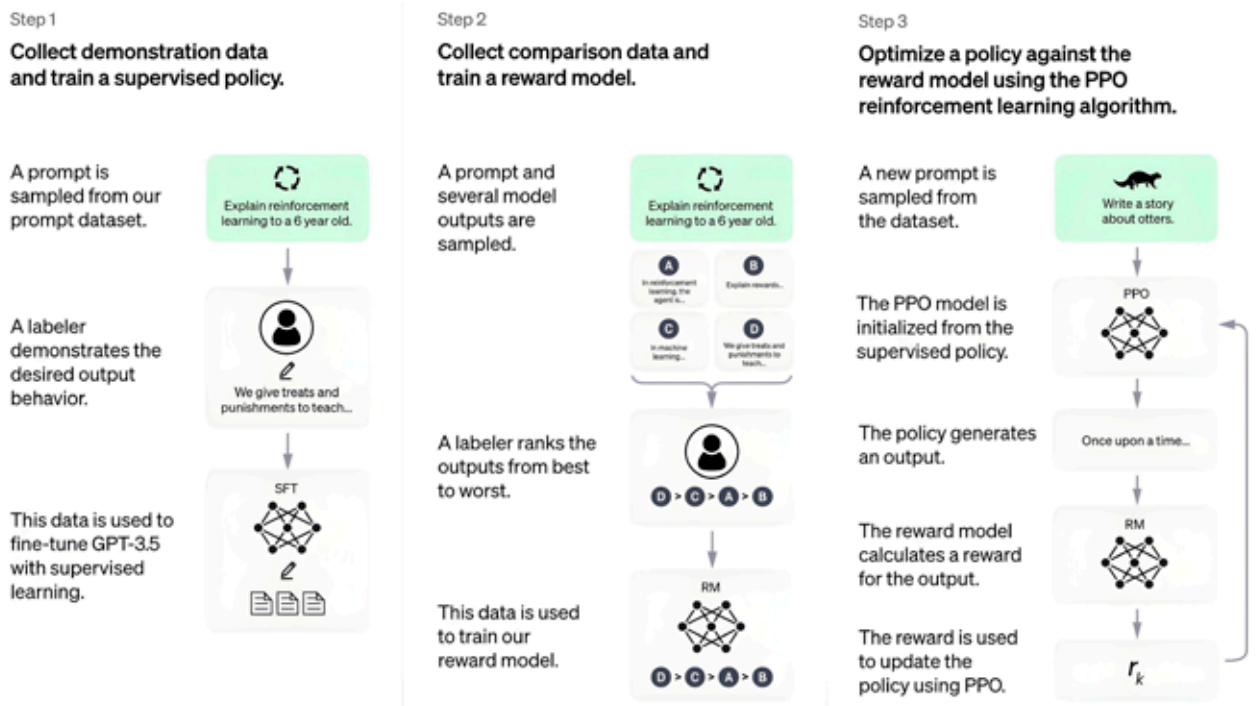 Step 1
Collect demonstration data
and train a supervised policy.
A prompt is
sampled from our
prompt dataset.
Explain reinforcement
learning to a 6 year old.
A labeler
demonstrates the
desired output
behavior.
We give treats and
punishments to teach...
This data is used to
fine-tune GPT-3.5
with supervised
learning.
SFT
Step 2
Collect comparison data and
train a reward model.
A prompt and
several model
outputs are
sampled.
Explain reinforcement
learning to a 6 year old.
A
In reinforcement
learning, the
agent is...
B
Explain rewards...
C
In machine
learning...
D
We give treats and
punishments to
teach...
A labeler ranks the
outputs from best
to worst.
D > C > A > B
This data is used
to train our
reward model.
RM
D > C > A > B
Step 3
Optimize a policy against the
reward model using the PPO
reinforcement learning algorithm.
A new prompt is
sampled from
the dataset.
Write a story
about otters.
The PPO model is
initialized from the
supervised policy.
PPO
The policy generates
an output.
Once upon a time...
The reward model
calculates a reward
for the output.
RM
The reward is used
to update the
policy using PPO.
rk